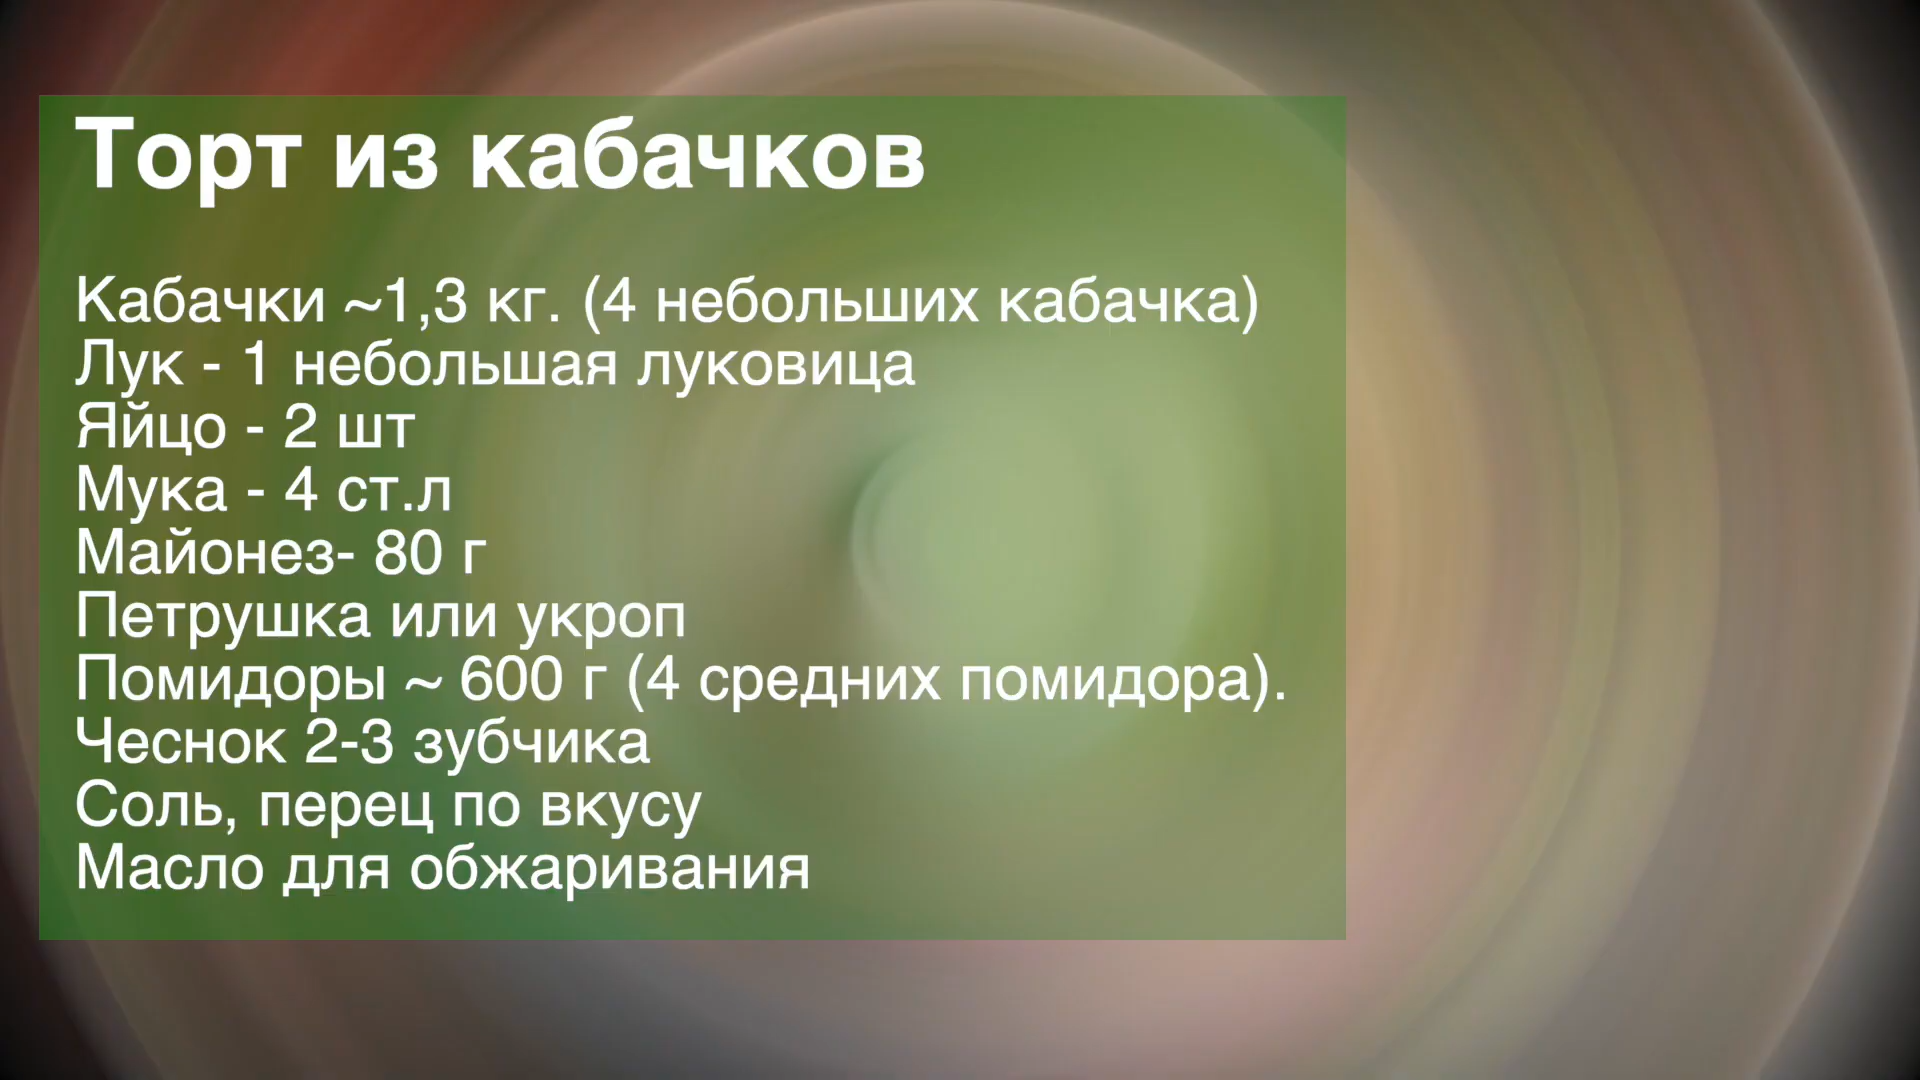 Торт из кабачков
Кабачки ~1,3 кг. (4 небольших кабачка)
Лук - 1 небольшая луковица
Яйцо - 2 шт
Мука - 4 ст.л
Майонез- 80 г
Петрушка или укроп
Помидоры ~ 600 г (4 средних помидора).
Чеснок 2-3 зубчика
Соль, перец по вкусу
Масло для обжаривания